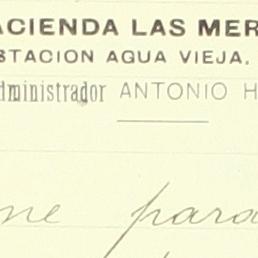 ACIENDA LAS MER
STACION AGUA VIEJA,
dministrador ANTONIO H
ne para